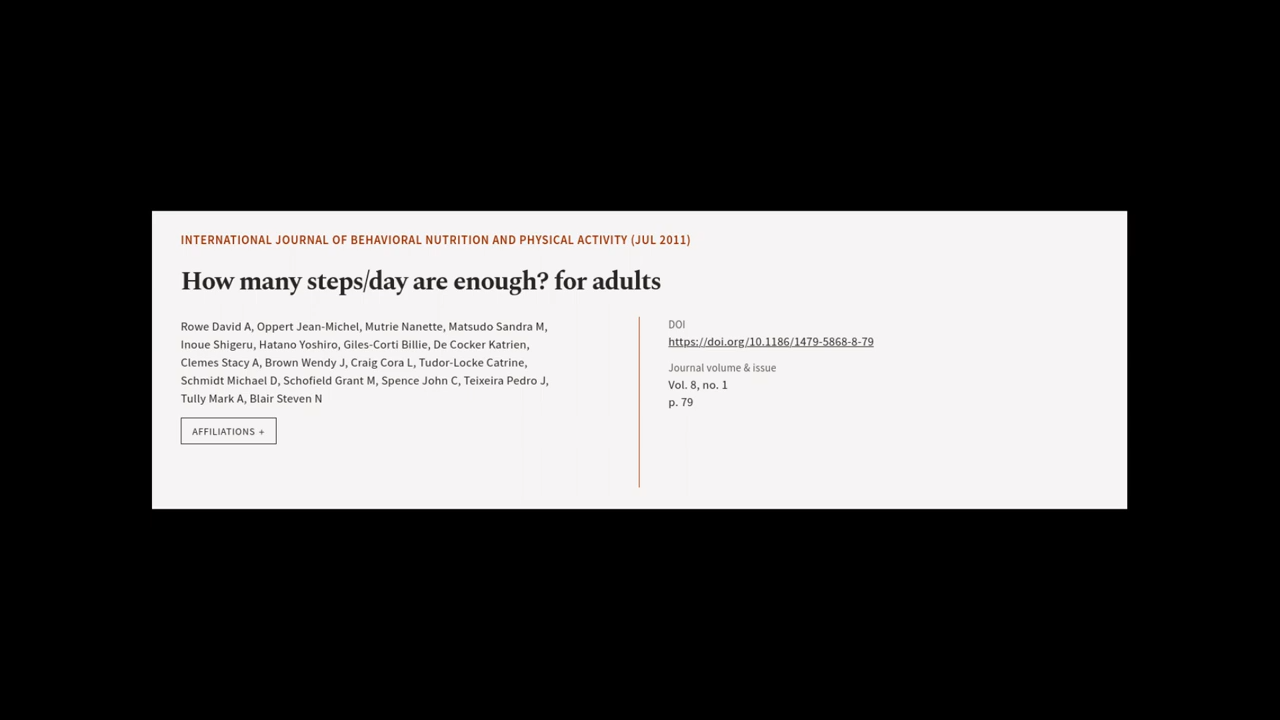 INTERNATIONAL JOURNAL OF BEHAVIORAL NUTRITION AND PHYSICAL ACTIVITY (JUL 2011)
How many steps/day are enough? for adults
Rowe David A, Oppert Jean-Michel, Mutrie Nanette, Matsudo Sandra M,
Inoue Shigeru, Hatano Yoshiro, Giles-Corti Billie, De Cocker Katrien,
Clemes Stacy A, Brown Wendy J, Craig Cora L, Tudor-Locke Catrine,
Schmidt Michael D, Schofield Grant M, Spence John C, Teixeira Pedro J,
Tully Mark A, Blair Steven N
AFFILIATIONS +
DOI
https://doi.org/10.1186/1479-5868-8-79
Journal volume & issue
Vol. 8, no. 1
p. 79